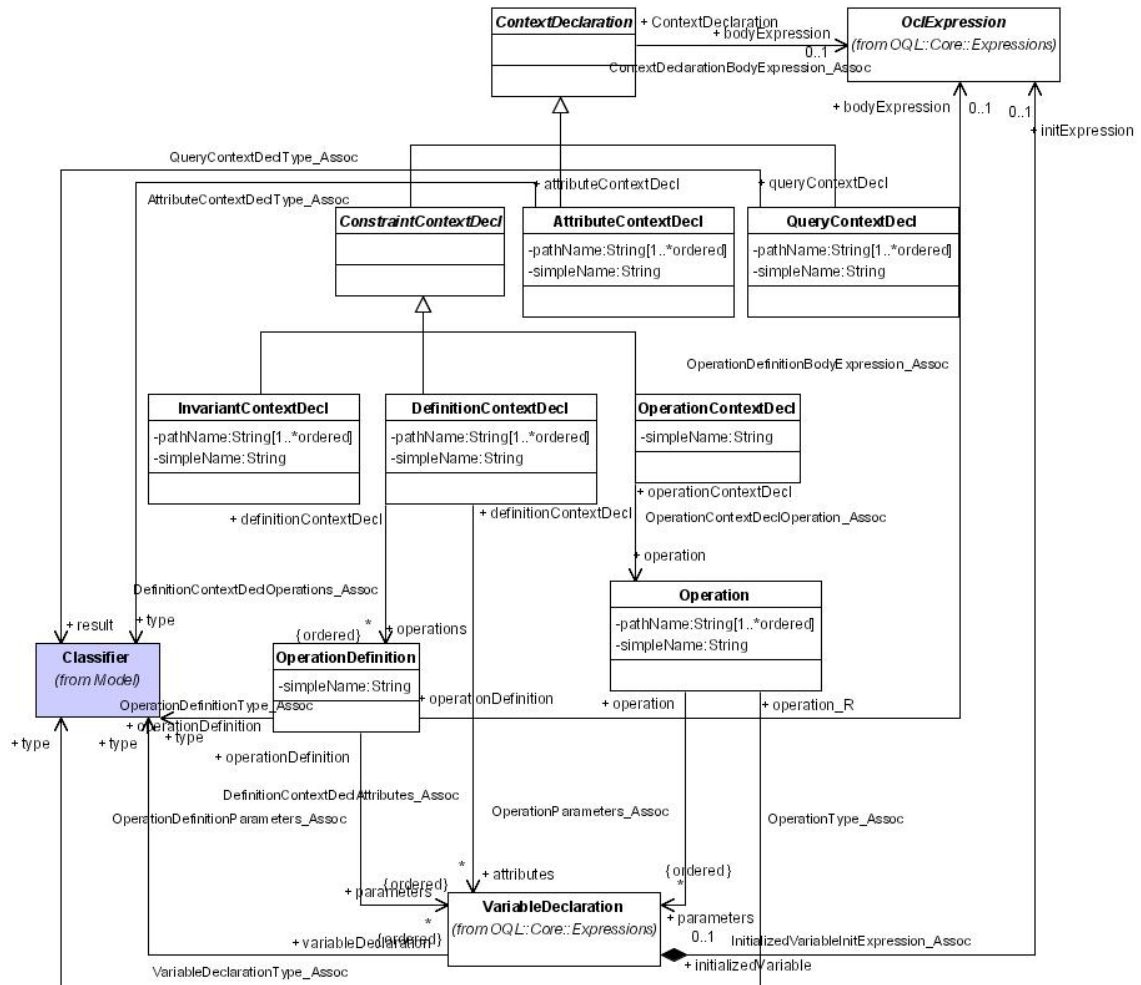 ContextDeclaration
+ ContextDeclaration
+ bodyExpression
0..1
ContextDeclarationBodyExpression_Assoc
OclExpression
(from OQL::Core::Expressions)
+ bodyExpression
0..1
0..1
+ initExpression
QueryContextDeclType_Assoc
AttributeContextDeclType_Assoc
+ attributeContextDecl
+ queryContextDecl
ConstraintContextDecl
AttributeContextDecl
-pathName:String[1..*ordered]
-simpleName:String
QueryContextDecl
-pathName:String[1..*ordered]
-simpleName:String
OperationDefinitionBodyExpression_Assoc
InvariantContextDecl
-pathName:String[1..*ordered]
-simpleName:String
DefinitionContextDecl
-pathName:String[1..*ordered]
-simpleName:String
OperationContextDecl
-simpleName:String
+ operationContextDecl
+ definitionContextDecl
+ definitionContextDecl
OperationContextDeclOperation_Assoc
+ operation
DefinitionContextDeclOperations_Assoc
Operation
-pathName:String[1..*ordered]
-simpleName:String
+ result
+ type
{ordered}
*
+ operations
Classifier
(from Model)
OperationDefinition
-simpleName:String
+ operationDefinition
+ operation
+ operation_R
OperationDefinitionType_Assoc
+ operationDefinition
+ type
+ type
+ type
+ operationDefinition
DefinitionContextDeclAttributes_Assoc
OperationDefinitionParameters_Assoc
OperationParameters_Assoc
OperationType_Assoc
*
{ordered}
+ attributes
{ordered}
*
+ parameters
+ parameters
*
{ordered}
VariableDeclaration
(from OQL::Core::Expressions)
+ variableDeclaration
0..1
InitializedVariableInitExpression_Assoc
+ initializedVariable
VariableDeclarationType_Assoc